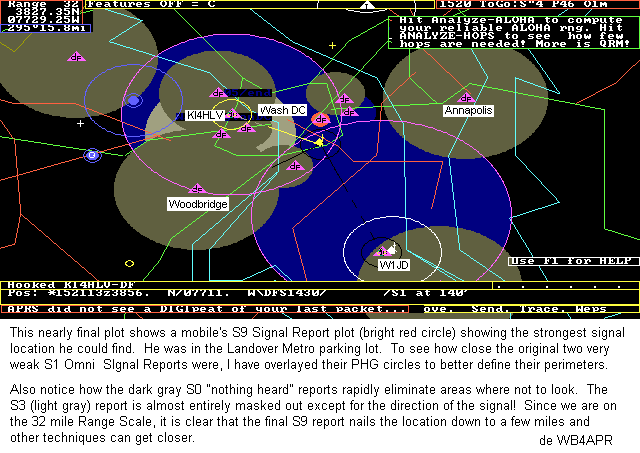 Range 32 Features OFF = C 1520 ToGo:S"4 P46 01m
3827.35N
07729.25W
295°15.8mi
Hit Analyze-ALOHA to compute
your reliable ALOHA rng. Hit
ANALYZE-HOPS to see how few
hops are needed! More is QRM!
dF
dF
dF
dF
dF
dF
dF
dF
dF
dF
dF
KI4HLV
Wash DC
Annapolis
Woodbridge
W1JD
Use F1 for HELP
Hooked KI4HLV-DF
Pos: *152113z3856. N/07711. W\DFS1430/ /S1 at 140'
APRS did not see a DIGIpeat of your last packet... ove, Send, Trace, Weps
This nearly final plot shows a mobile's S9 Signal Report plot (bright red circle) showing the strongest signal
location he could find. He was in the Landover Metro parking lot. To see how close the original two very
weak S1 Omni SIgnal Reports were, I have overlayed their PHG circles to better define their perimeters.
Also notice how the dark gray S0 "nothing heard" reports rapidly eliminate areas where not to look. The
S3 (light gray) report is almost entirely masked out except for the direction of the signal! Since we are on
the 32 mile Range Scale, it is clear that the final S9 report nails the location down to a few miles and
other techniques can get closer.
de WB4APR